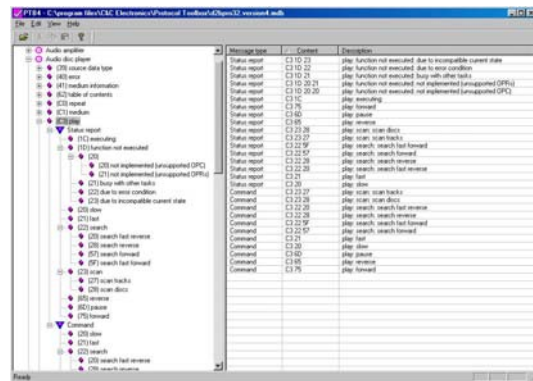 PTB4 - C:\program files\C&C Electronics\Protocol Toolbox\d2bpro32 version4.mdb
File Edit View Help
Audio amplifier
Audio disc player
(39) source data type
(40) error
(41) medium information
(62) table of contents
(C0) repeat
(C1) medium
(C3) play
Status report
(1C) executing
(1D) function not executed
(20)
(20) not implemented (unsupported OPC)
(21) not implemented (unsupported OPRs)
(21) busy with other tasks
(22) due to error condition
(23) due to incompatible current state
(20) slow
(21) fast
(22) search
(20) search fast reverse
(28) search reverse
(57) search forward
(5F) search fast forward
(23) scan
(27) scan tracks
(28) scan discs
(65) reverse
(6D) pause
(75) forward
Command
(20) slow
(21) fast
(22) search
(20) search fast reverse
(28) search reverse
Ready
Message type Content Description
Status report C3 1D 23 play: function not executed: due to incompatible current state
Status report C3 1D 22 play: function not executed: due to error condition
Status report C3 1D 21 play: function not executed: busy with other tasks
Status report C3 1D 20 21 play: function not executed: not implemented (unsupported OPRs)
Status report C3 1D 20 20 play: function not executed: not implemented (unsupported OPC)
Status report C3 1C play: executing
Status report C3 75 play: forward
Status report C3 6D play: pause
Status report C3 65 play: reverse
Status report C3 23 28 play: scan: scan discs
Status report C3 23 27 play: scan: scan tracks
Status report C3 22 5F play: search: search fast forward
Status report C3 22 57 play: search: search forward
Status report C3 22 28 play: search: search reverse
Status report C3 22 20 play: search: search fast reverse
Status report C3 21 play: fast
Status report C3 20 play: slow
Command C3 23 27 play: scan: scan tracks
Command C3 23 28 play: scan: scan discs
Command C3 22 20 play: search: search fast reverse
Command C3 22 28 play: search: search reverse
Command C3 22 5F play: search: search fast forward
Command C3 22 57 play: search: search forward
Command C3 21 play: fast
Command C3 20 play: slow
Command C3 6D play: pause
Command C3 65 play: reverse
Command C3 75 play: forward